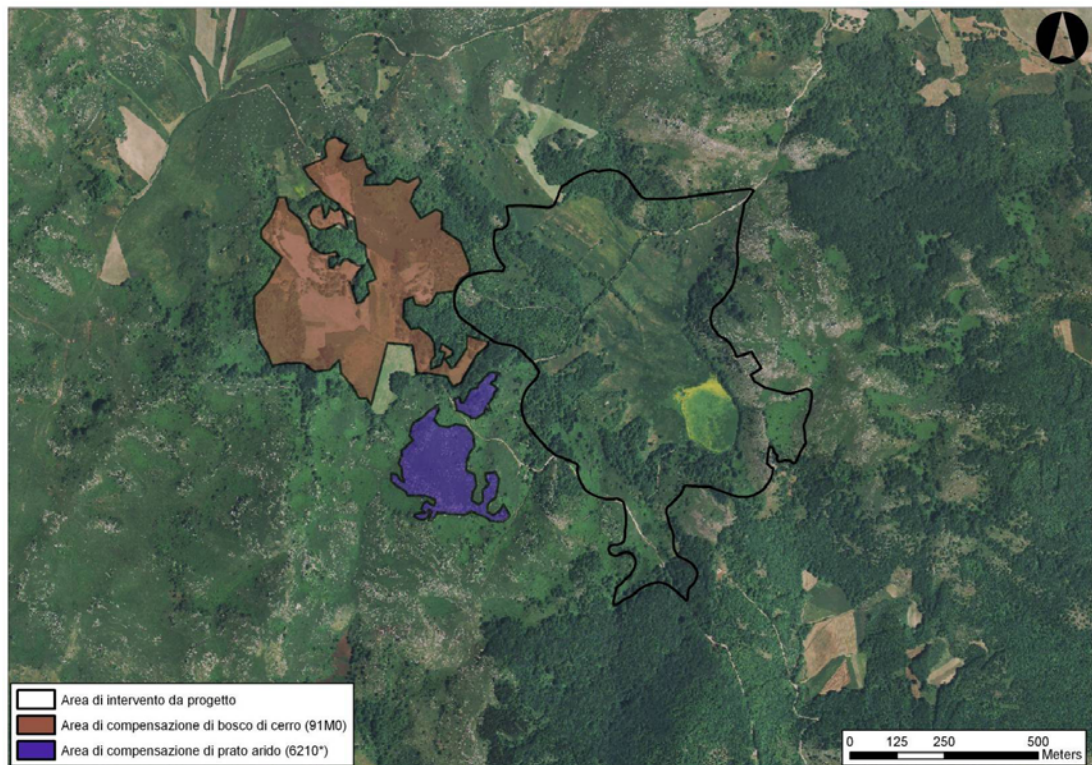 Area di intervento da progetto
Area di compensazione di bosco di cerro (91M0)
Area di compensazione di prato arido (6210*)
0 125 250 500
Meters